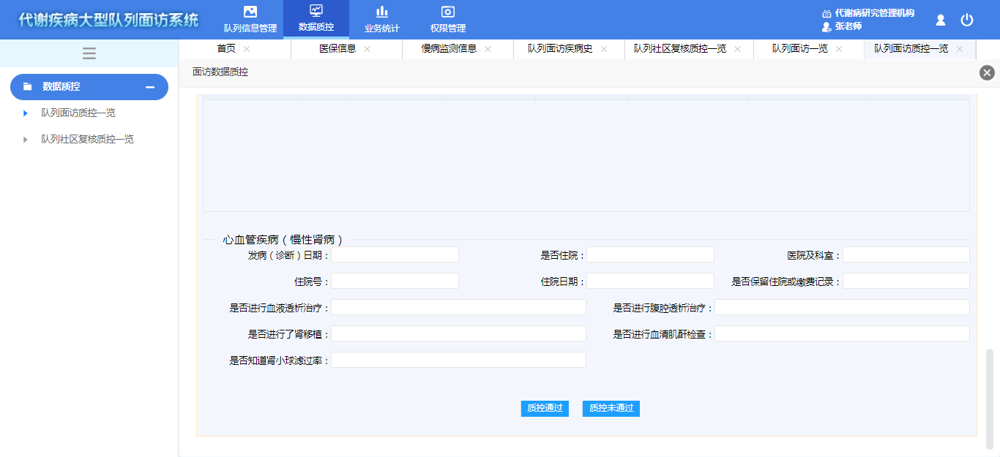 代谢疾病大型队列面访系统
队列信息管理
数据质控
业务统计
权限管理
代谢病研究管理机构
张老师
首页
医保信息
慢病监测信息
队列面访疾病史
队列社区复核质控一览
队列面访一览
队列面访质控一览
数据质控
队列面访质控一览
队列社区复核质控一览
面访数据质控
心血管疾病（慢性肾病）
发病（诊断）日期：
是否住院：
医院及科室：
住院号：
住院日期：
是否保留住院或缴费记录：
是否进行血液透析治疗：
是否进行腹腔透析治疗：
是否进行了肾移植：
是否进行血清肌酐检查：
是否知道肾小球滤过率：
质控通过
质控未通过